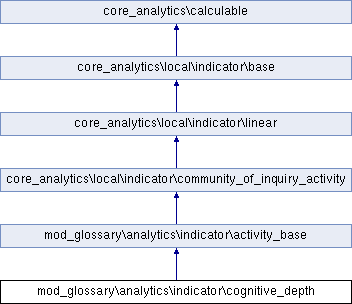 core_analytics\calculable
core_analytics\local\indicator\base
core_analytics\local\indicator\linear
core_analytics\local\indicator\community_of_inquiry_activity
mod_glossary\analytics\indicator\activity_base
mod_glossary\analytics\indicator\cognitive_depth